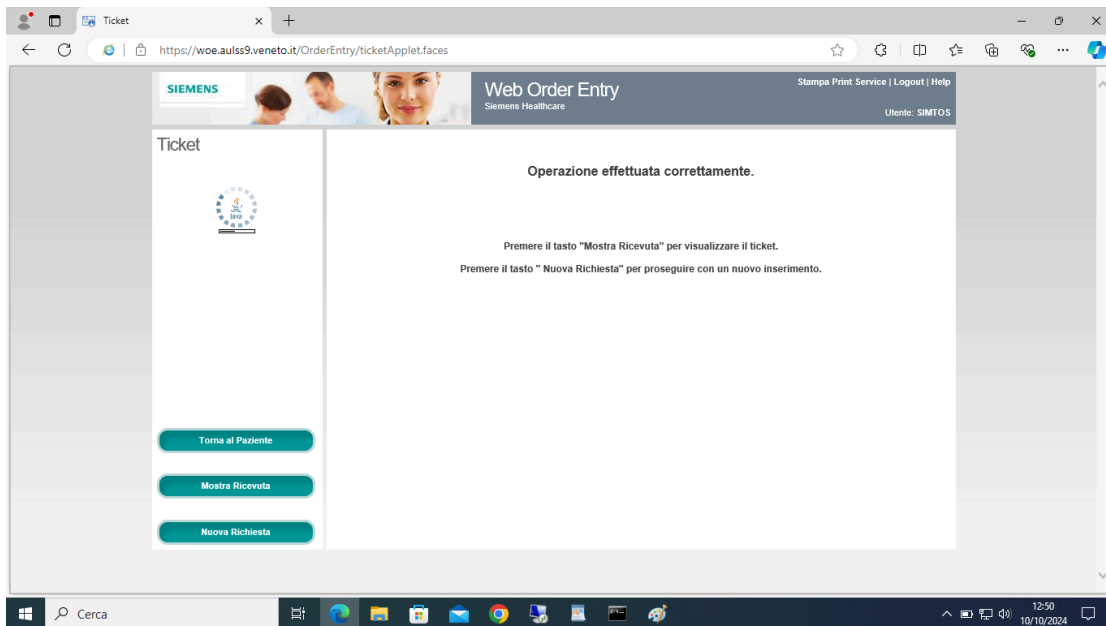 Ticket
https://woe.aulss9.veneto.it/OrderEntry/ticketApplet.faces
SIEMENS
Web Order Entry
Siemens Healthcare
Stampa Print Service | Logout | Help
Utente: SIMTOS
Ticket
Java
Operazione effettuata correttamente.
Premere il tasto "Mostra Ricevuta" per visualizzare il ticket.
Premere il tasto " Nuova Richiesta" per proseguire con un nuovo inserimento.
Torna al Paziente
Mostra Ricevuta
Nuova Richiesta
Cerca
12:50
10/10/2024